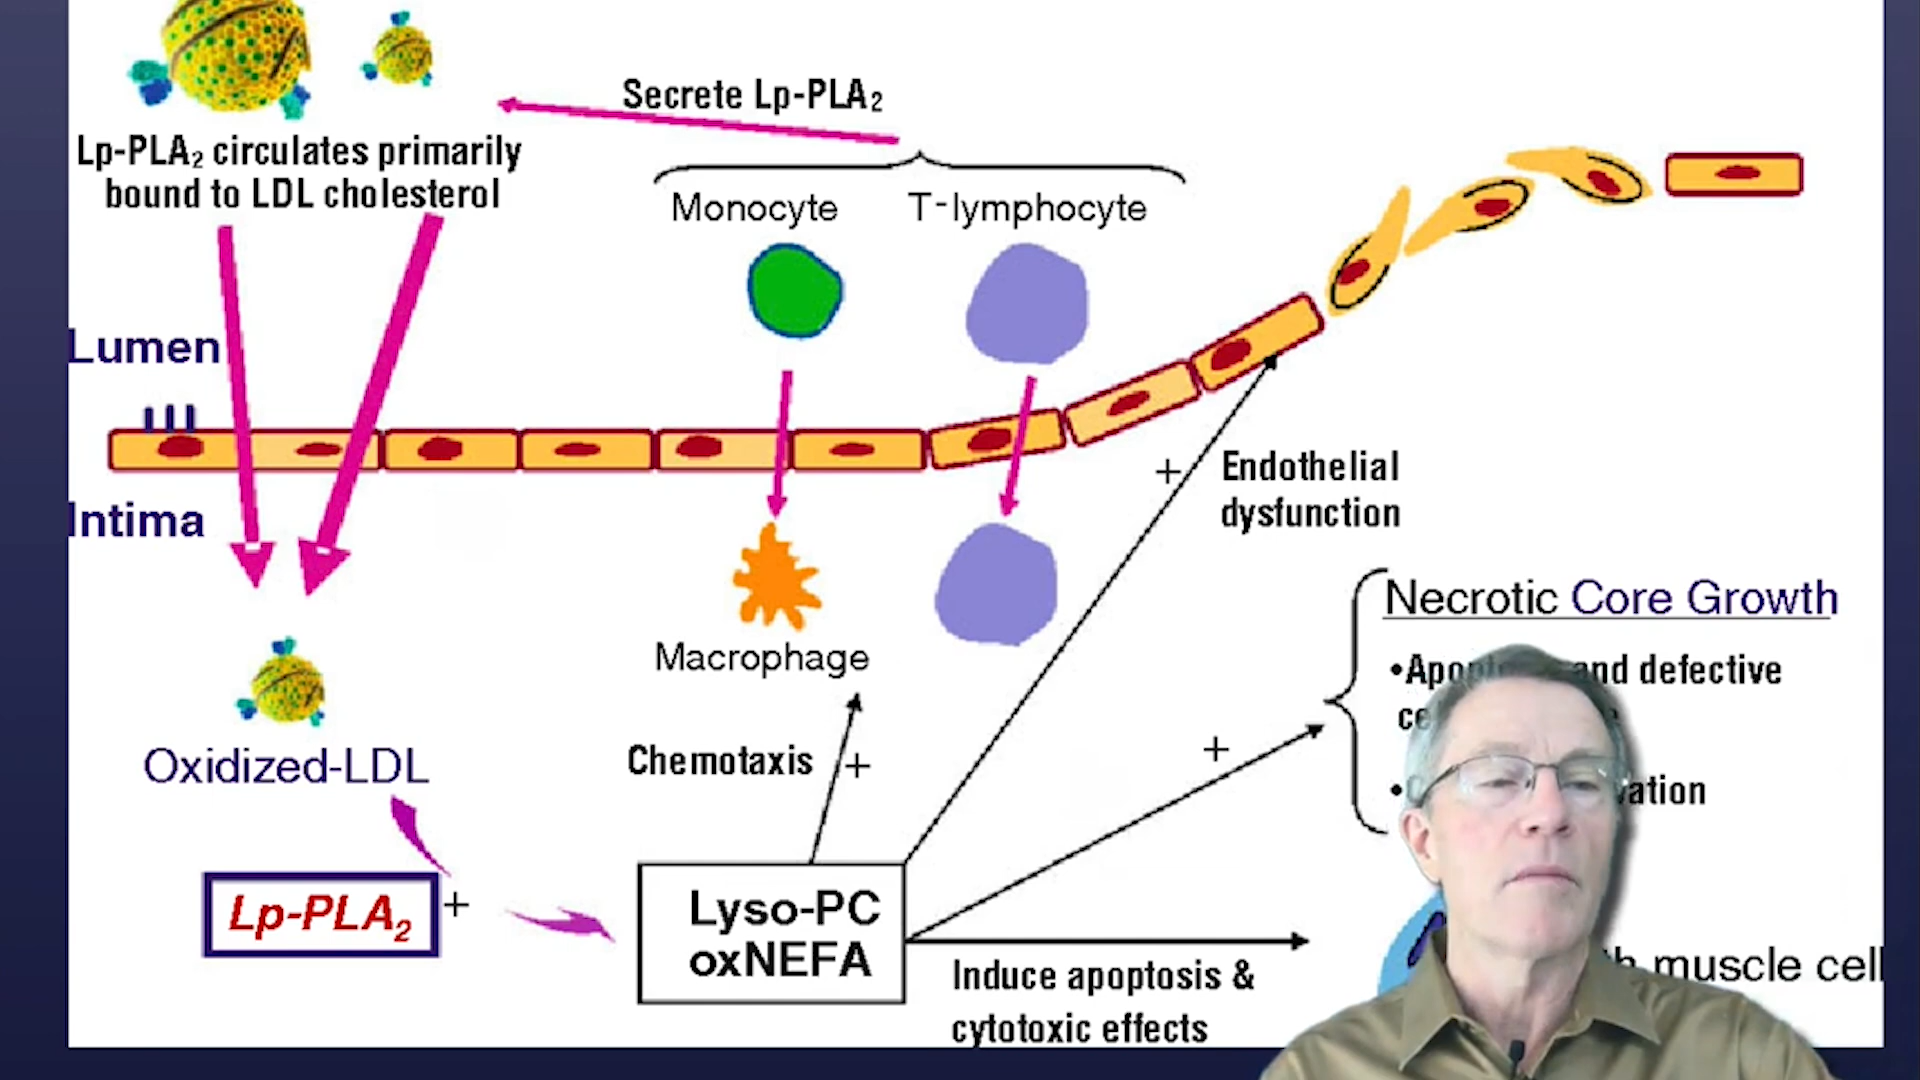 Secrete Lp-PLA₂
Lp-PLA₂ circulates primarily
bound to LDL cholesterol
Monocyte
T-lymphocyte
Lumen
Intima
+
Endothelial
dysfunction
Macrophage
Necrotic Core Growth
• and defective
Chemotaxis
+
+
•
Oxidized-LDL
Lp-PLA₂
+
Lyso-PC
oxNEFA
Induce apoptosis &
cytotoxic effects
muscle cell